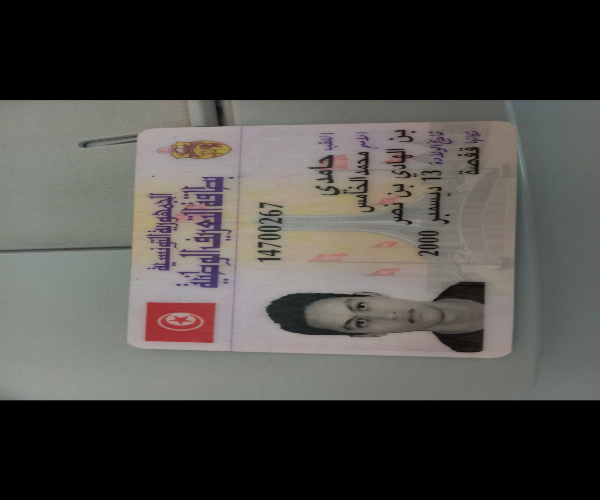 الجمهورية التونسية
بطاقة التعريف الوطنية
14700267
اللقب حامدي
الاسم محمد الخامس
بن الهادي بن نصر
تاريخ الولادة 13 ديسمبر 2000
مكانها قفصة